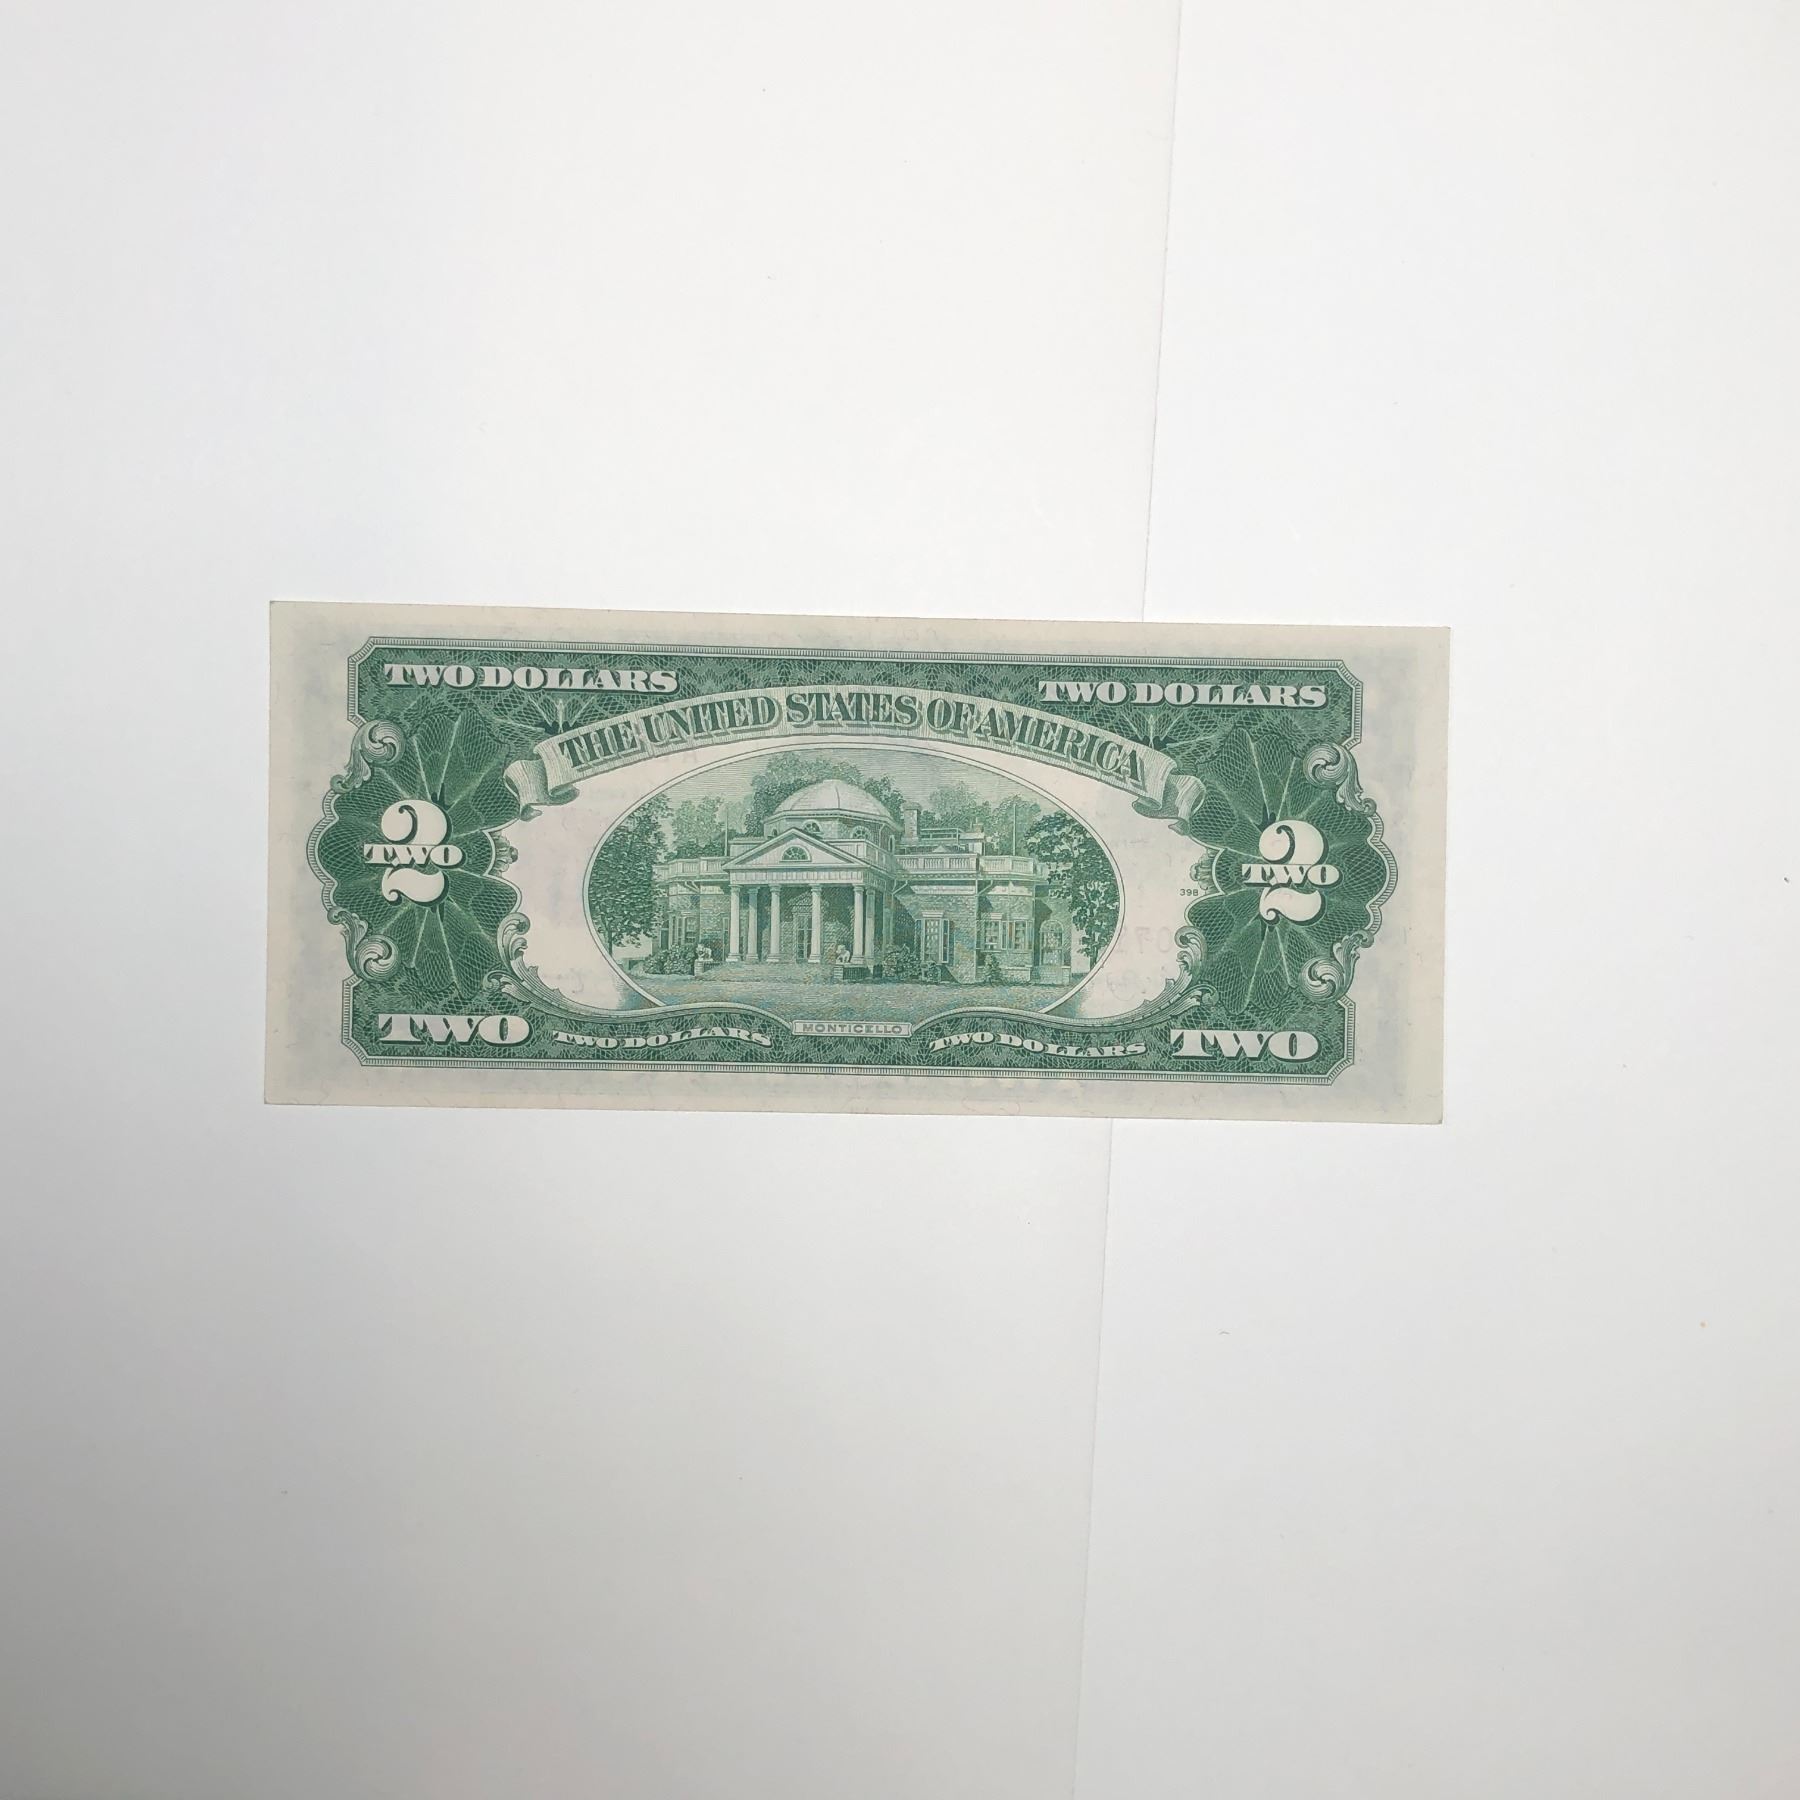 TWO DOLLARS TWO DOLLARS
THE UNITED STATES OF AMERICA
2 2
TWO TWO
398
TWO TWO DOLLARS MONTICELLO TWO DOLLARS TWO